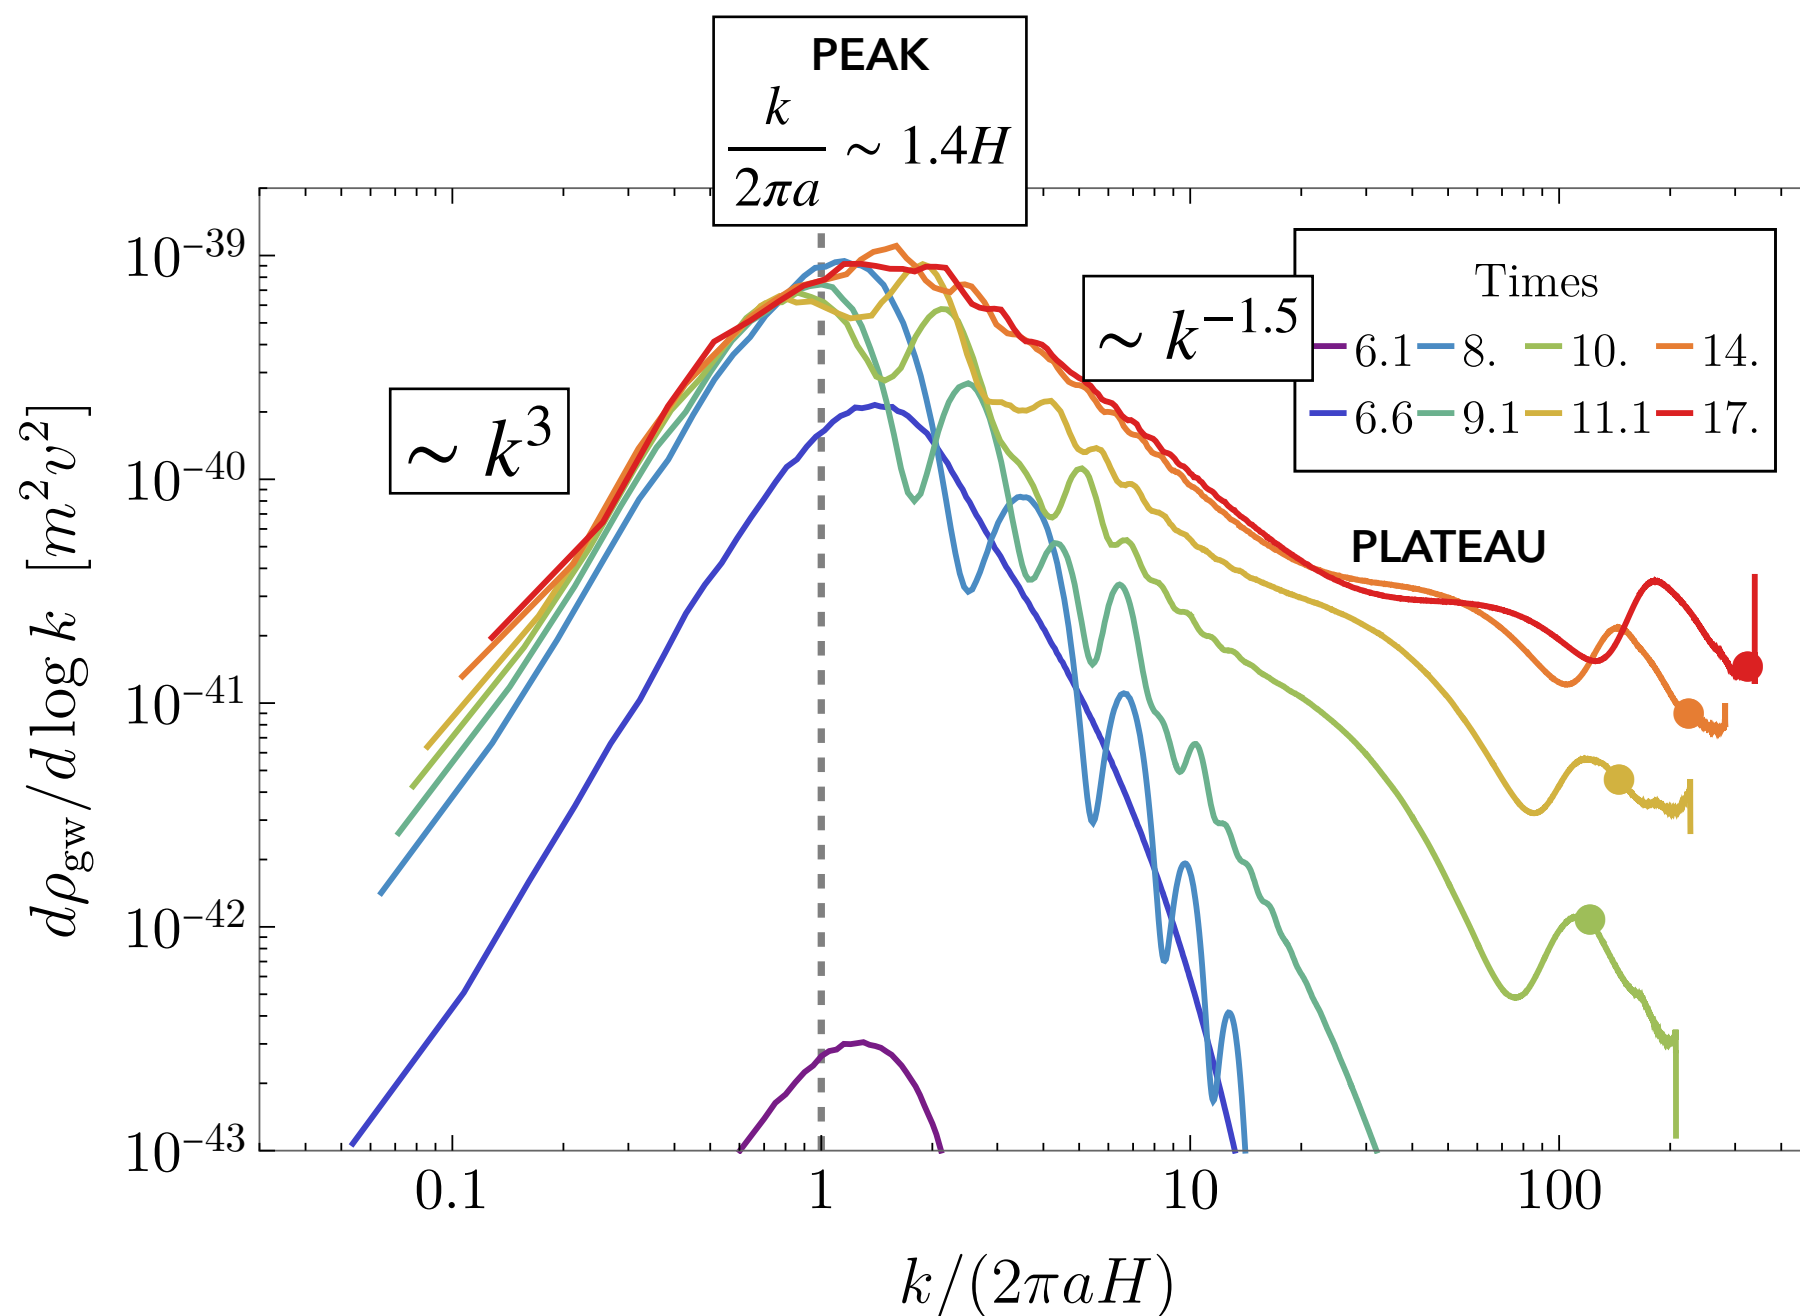 PEAK
k/2πa ∼ 1.4H
∼ k^3
∼ k^−1.5
Times
6.1 8. 10. 14.
6.6 9.1 11.1 17.
PLATEAU
10^−39
10^−40
10^−41
10^−42
10^−43
dρ_gw/d log k [m^2v^2]
0.1 1 10 100
k/(2πaH)